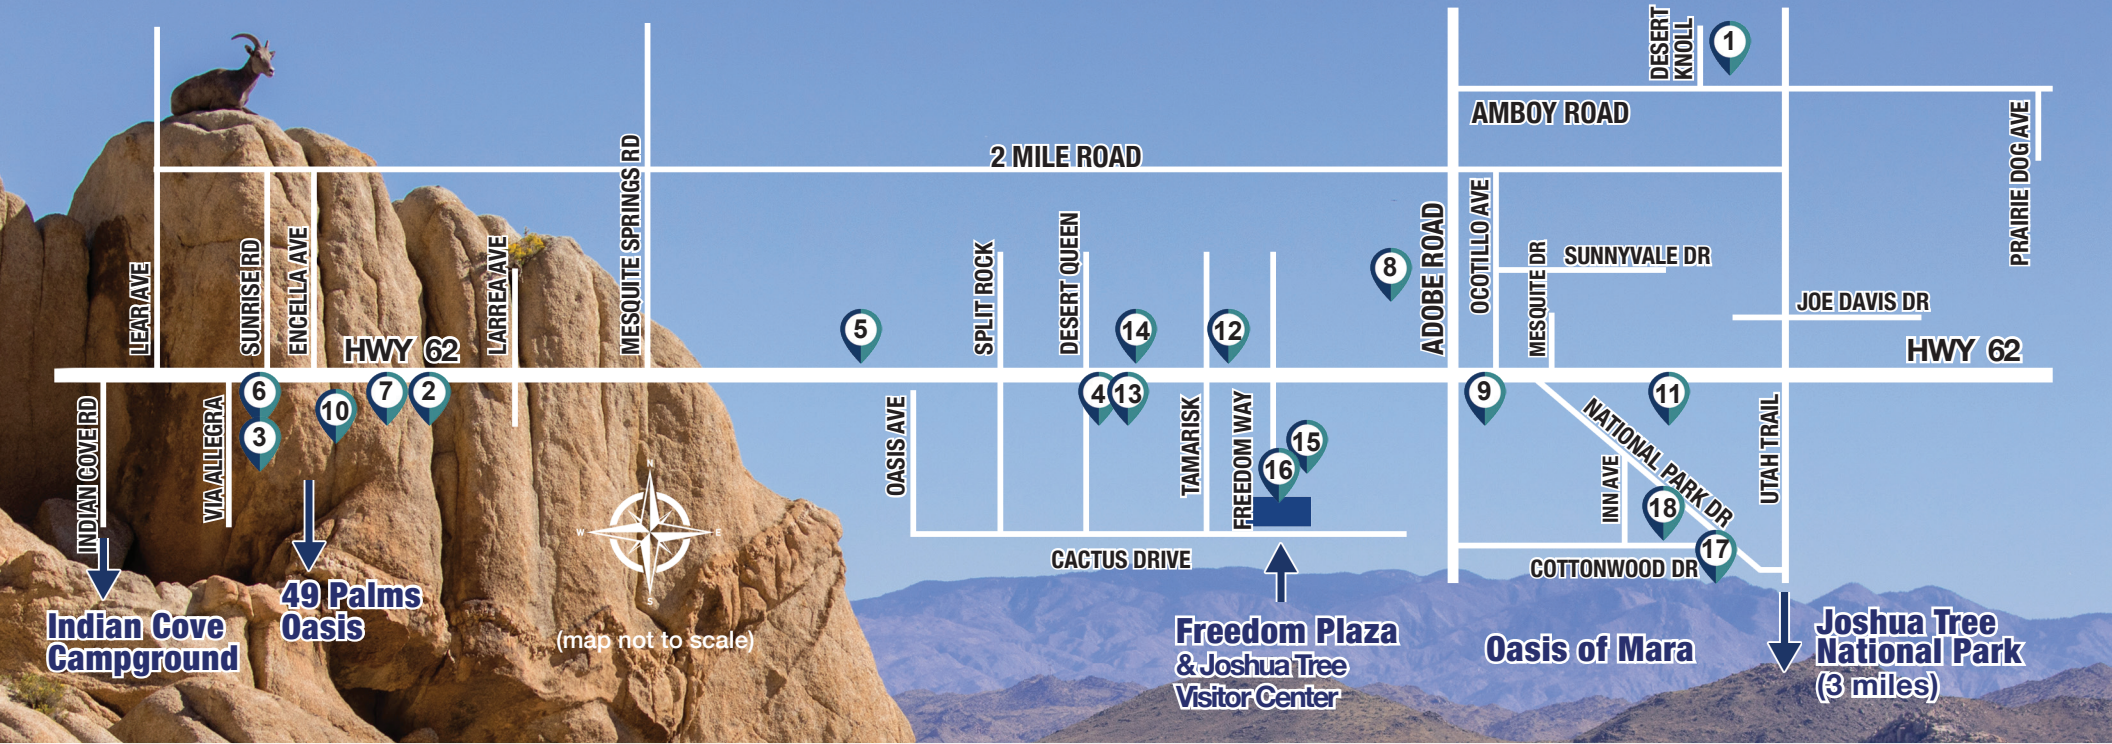 DESERT
KNOLL
1
AMBOY ROAD
PRAIRIE DOG AVE
2 MILE ROAD
LEAR AVE
SUNRISE RD
ENCELLA AVE
LARREA AVE
MESQUITE SPRINGS RD
SPLIT ROCK
DESERT QUEEN
ADOBE ROAD
OCOTILLO AVE
MESQUITE DR
SUNNYVALE DR
JOE DAVIS DR
8
5
14
12
HWY 62
HWY 62
6
10
7
2
3
4
13
9
11
15
16
18
17
INDIAN COVE RD
VIA ALLEGRA
OASIS AVE
TAMARISK
FREEDOM WAY
NATIONAL PARK DR
INN AVE
UTAH TRAIL
CACTUS DRIVE
COTTONWOOD DR
N
W
E
S
(map not to scale)
Indian Cove
Campground
49 Palms
Oasis
Freedom Plaza
& Joshua Tree
Visitor Center
Oasis of Mara
Joshua Tree
National Park
(3 miles)